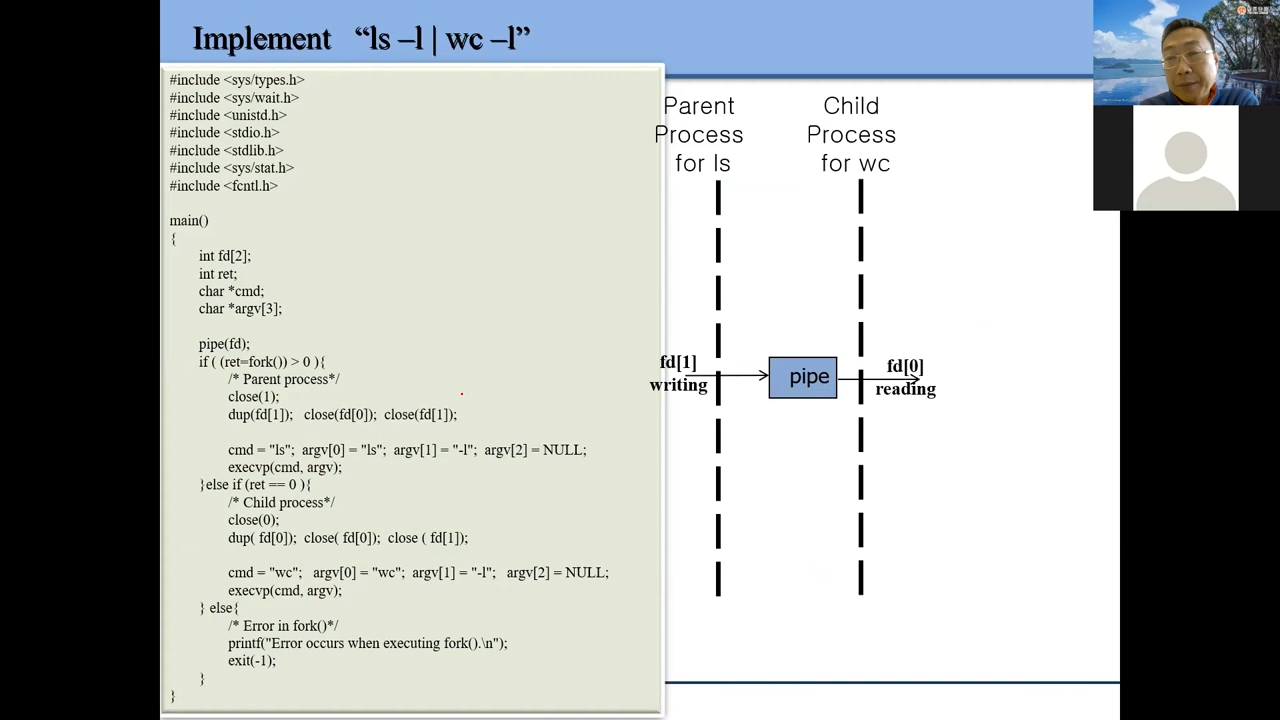 Implement “ls –l | wc –l”
#include <sys/types.h>
#include <sys/wait.h>
#include <unistd.h>
#include <stdio.h>
#include <stdlib.h>
#include <sys/stat.h>
#include <fcntl.h>
main()
{
int fd[2];
int ret;
char *cmd;
char *argv[3];
pipe(fd);
if ( (ret=fork()) > 0 ){
/* Parent process*/
close(1);
dup(fd[1]); close(fd[0]); close(fd[1]);
cmd = "ls"; argv[0] = "ls"; argv[1] = "-l"; argv[2] = NULL;
execvp(cmd, argv);
}else if (ret == 0 ){
/* Child process*/
close(0);
dup( fd[0]); close( fd[0]); close ( fd[1]);
cmd = "wc"; argv[0] = "wc"; argv[1] = "-l"; argv[2] = NULL;
execvp(cmd, argv);
} else{
/* Error in fork()*/
printf("Error occurs when executing fork().\n");
exit(-1);
}
}
Parent
Process
for ls
Child
Process
for wc
fd[1]
writing
pipe
fd[0]
reading